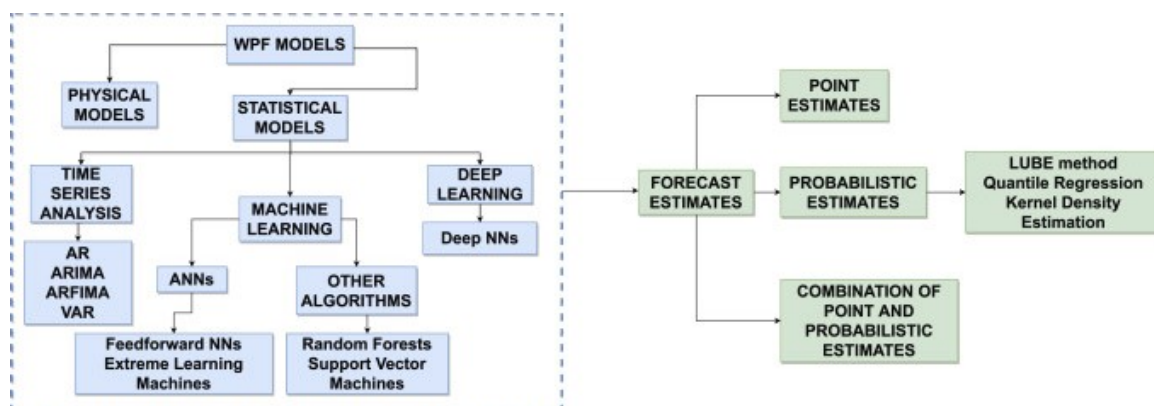 WPF MODELS
PHYSICAL
MODELS
STATISTICAL
MODELS
TIME
SERIES
ANALYSIS
MACHINE
LEARNING
DEEP
LEARNING
AR
ARIMA
ARFIMA
VAR
ANNs
OTHER
ALGORITHMS
Deep NNs
Feedforward NNs
Extreme Learning
Machines
Random Forests
Support Vector
Machines
FORECAST
ESTIMATES
POINT
ESTIMATES
PROBABILISTIC
ESTIMATES
LUBE method
Quantile Regression
Kernel Density
Estimation
COMBINATION OF
POINT AND
PROBABILISTIC
ESTIMATES